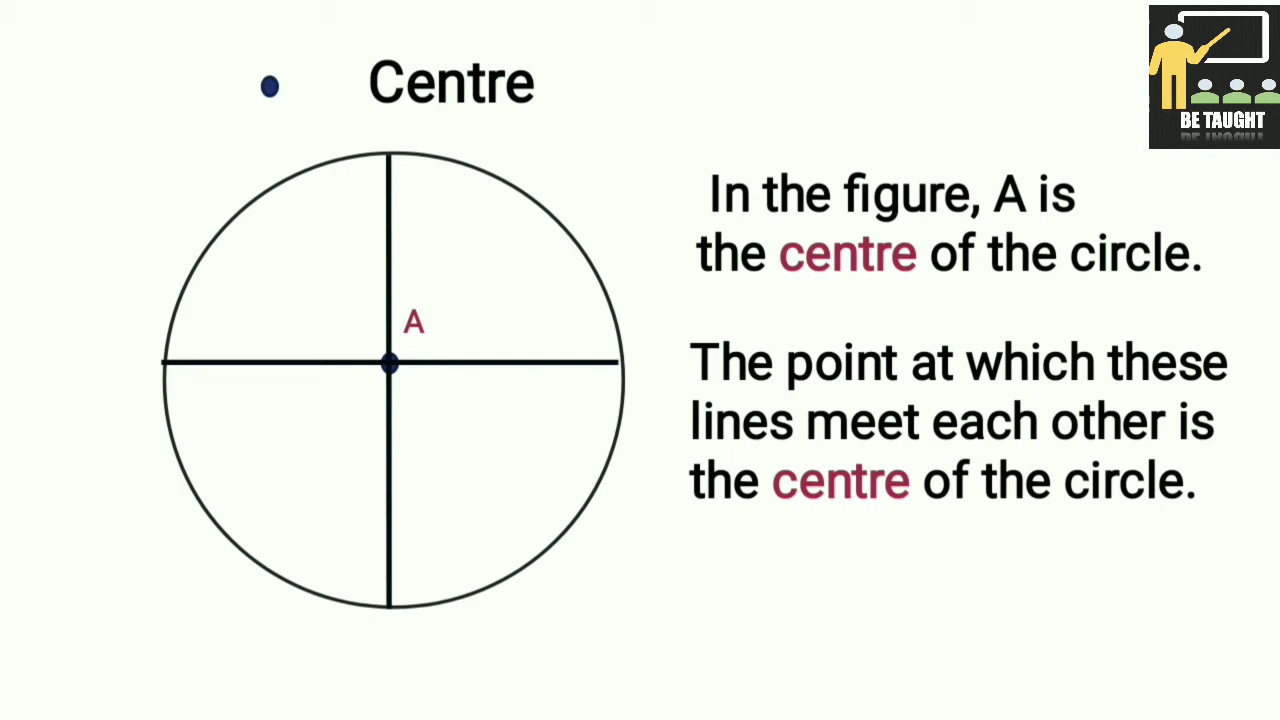 Centre
BE TAUGHT
In the figure, A is
the centre of the circle.
A
The point at which these
lines meet each other is
the centre of the circle.